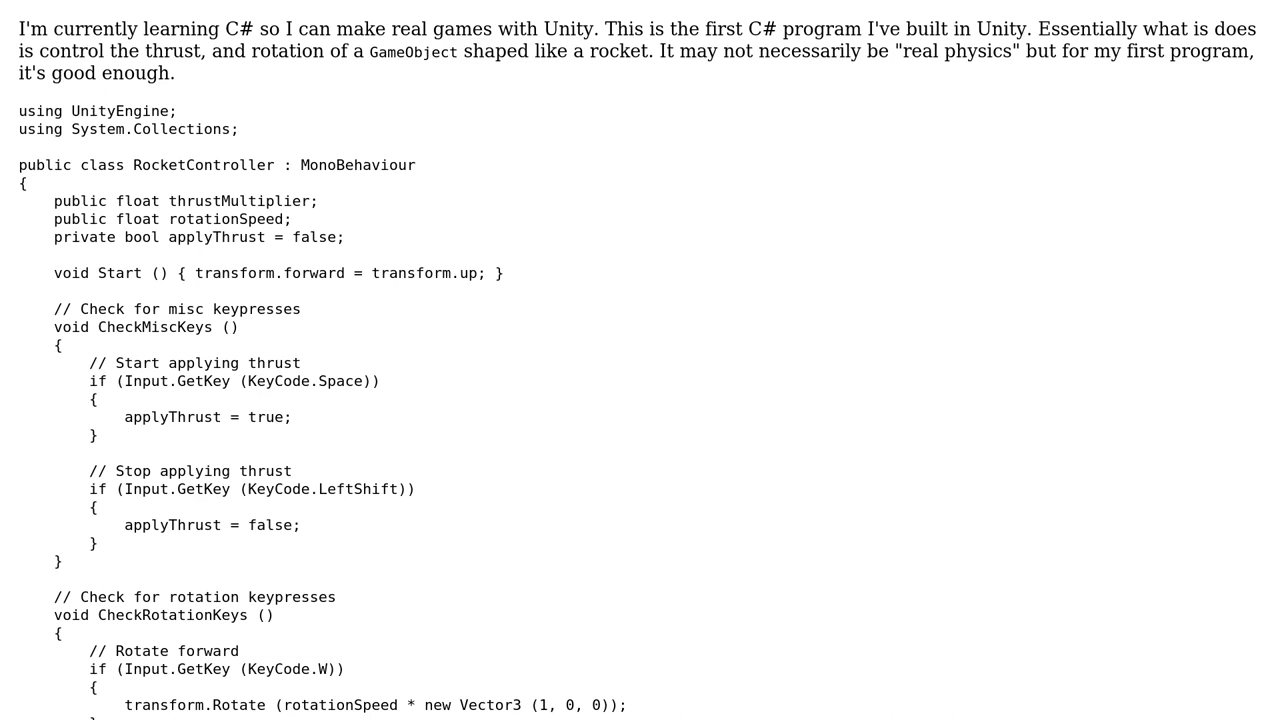 I'm currently learning C# so I can make real games with Unity. This is the first C# program I've built in Unity. Essentially what is does
is control the thrust, and rotation of a GameObject shaped like a rocket. It may not necessarily be "real physics" but for my first program,
it's good enough.

using UnityEngine;
using System.Collections;

public class RocketController : MonoBehaviour
{
    public float thrustMultiplier;
    public float rotationSpeed;
    private bool applyThrust = false;

    void Start () { transform.forward = transform.up; }

    // Check for misc keypresses
    void CheckMiscKeys ()
    {
        // Start applying thrust
        if (Input.GetKey (KeyCode.Space))
        {
            applyThrust = true;
        }

        // Stop applying thrust
        if (Input.GetKey (KeyCode.LeftShift))
        {
            applyThrust = false;
        }
    }

    // Check for rotation keypresses
    void CheckRotationKeys ()
    {
        // Rotate forward
        if (Input.GetKey (KeyCode.W))
        {
            transform.Rotate (rotationSpeed * new Vector3 (1, 0, 0));
        }